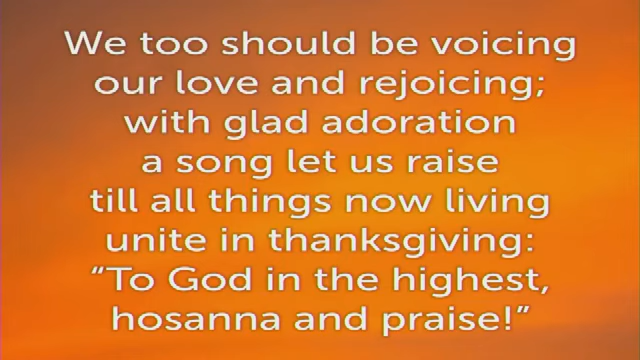 We too should be voicing
our love and rejoicing;
with glad adoration
a song let us raise
till all things now living
unite in thanksgiving:
“To God in the highest,
hosanna and praise!”